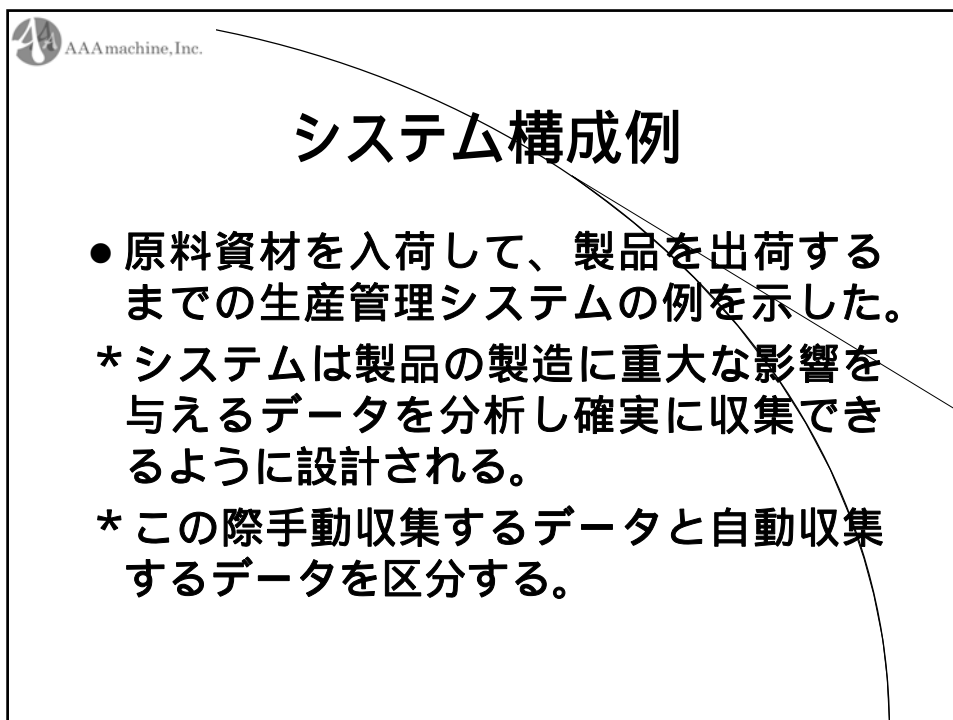 AAAmachine,Inc.
システム構成例
●原料資材を入荷して、製品を出荷する
までの生産管理システムの例を示した。
*システムは製品の製造に重大な影響を
与えるデータを分析し確実に収集でき
るように設計される。
*この際手動収集するデータと自動収集
するデータを区分する。